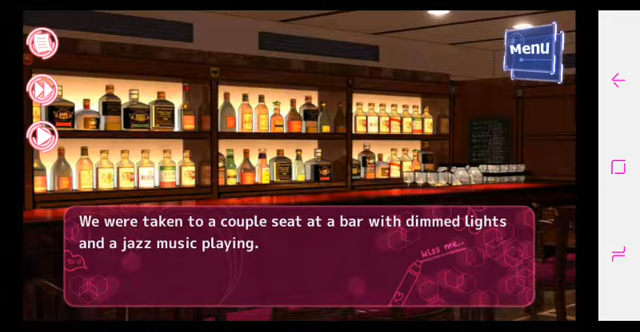 MENU
We were taken to a couple seat at a bar with dimmed lights
and a jazz music playing.
kiss me..